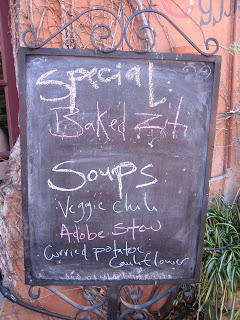 Special
Baked Ziti
Soups
Veggie Chili
Adobe Stew
Curried potato
Cauliflower